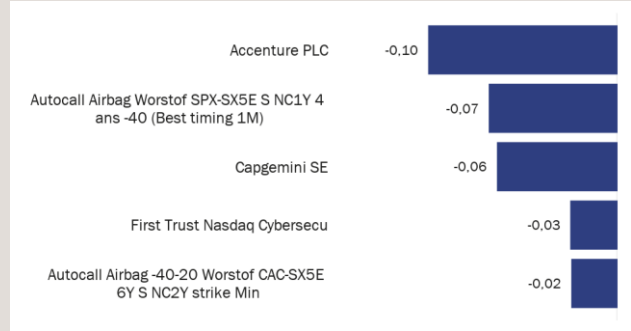 Accenture PLC
-0,10
Autocall Airbag Worstof SPX-SX5E S NC1Y 4
ans -40 (Best timing 1M)
-0,07
Capgemini SE
-0,06
First Trust Nasdaq Cybersecu
-0,03
Autocall Airbag -40-20 Worstof CAC-SX5E
6Y S NC2Y strike Min
-0,02